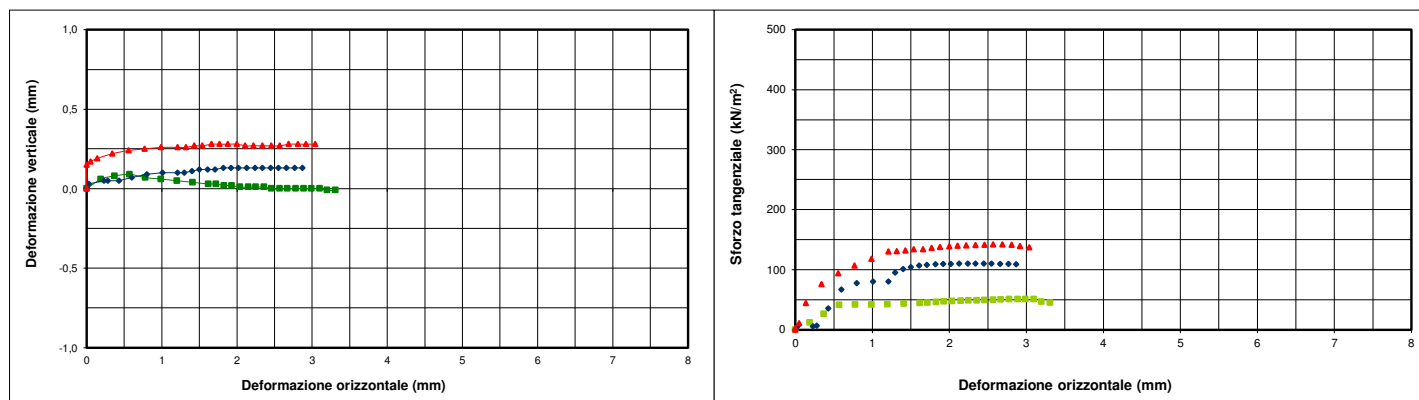 Deformazione verticale (mm)
1,0
0,5
0,0
-0,5
-1,0
0 1 2 3 4 5 6 7 8
Deformazione orizzontale (mm)
Sforzo tangenziale (kN/m²)
500
400
300
200
100
0
0 1 2 3 4 5 6 7 8
Deformazione orizzontale (mm)